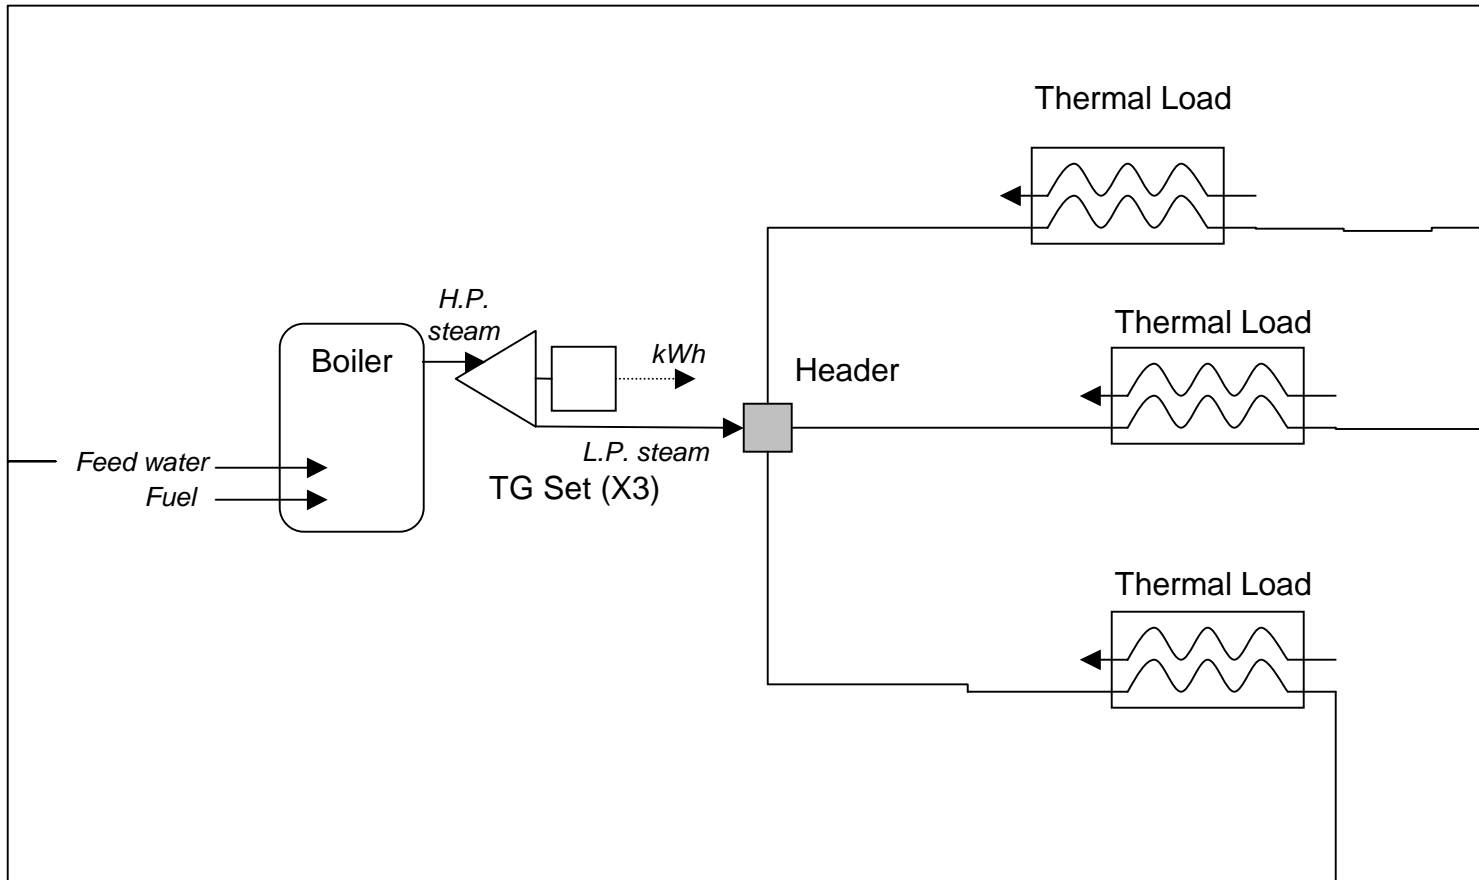 Thermal Load
H.P.
steam
Thermal Load
Boiler
kWh
Header
Feed water
L.P. steam
Fuel
TG Set (X3)
Thermal Load